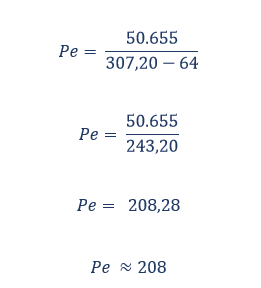 Pe = 50.655 / 307,20 − 64
Pe = 50.655 / 243,20
Pe = 208,28
Pe ≈ 208